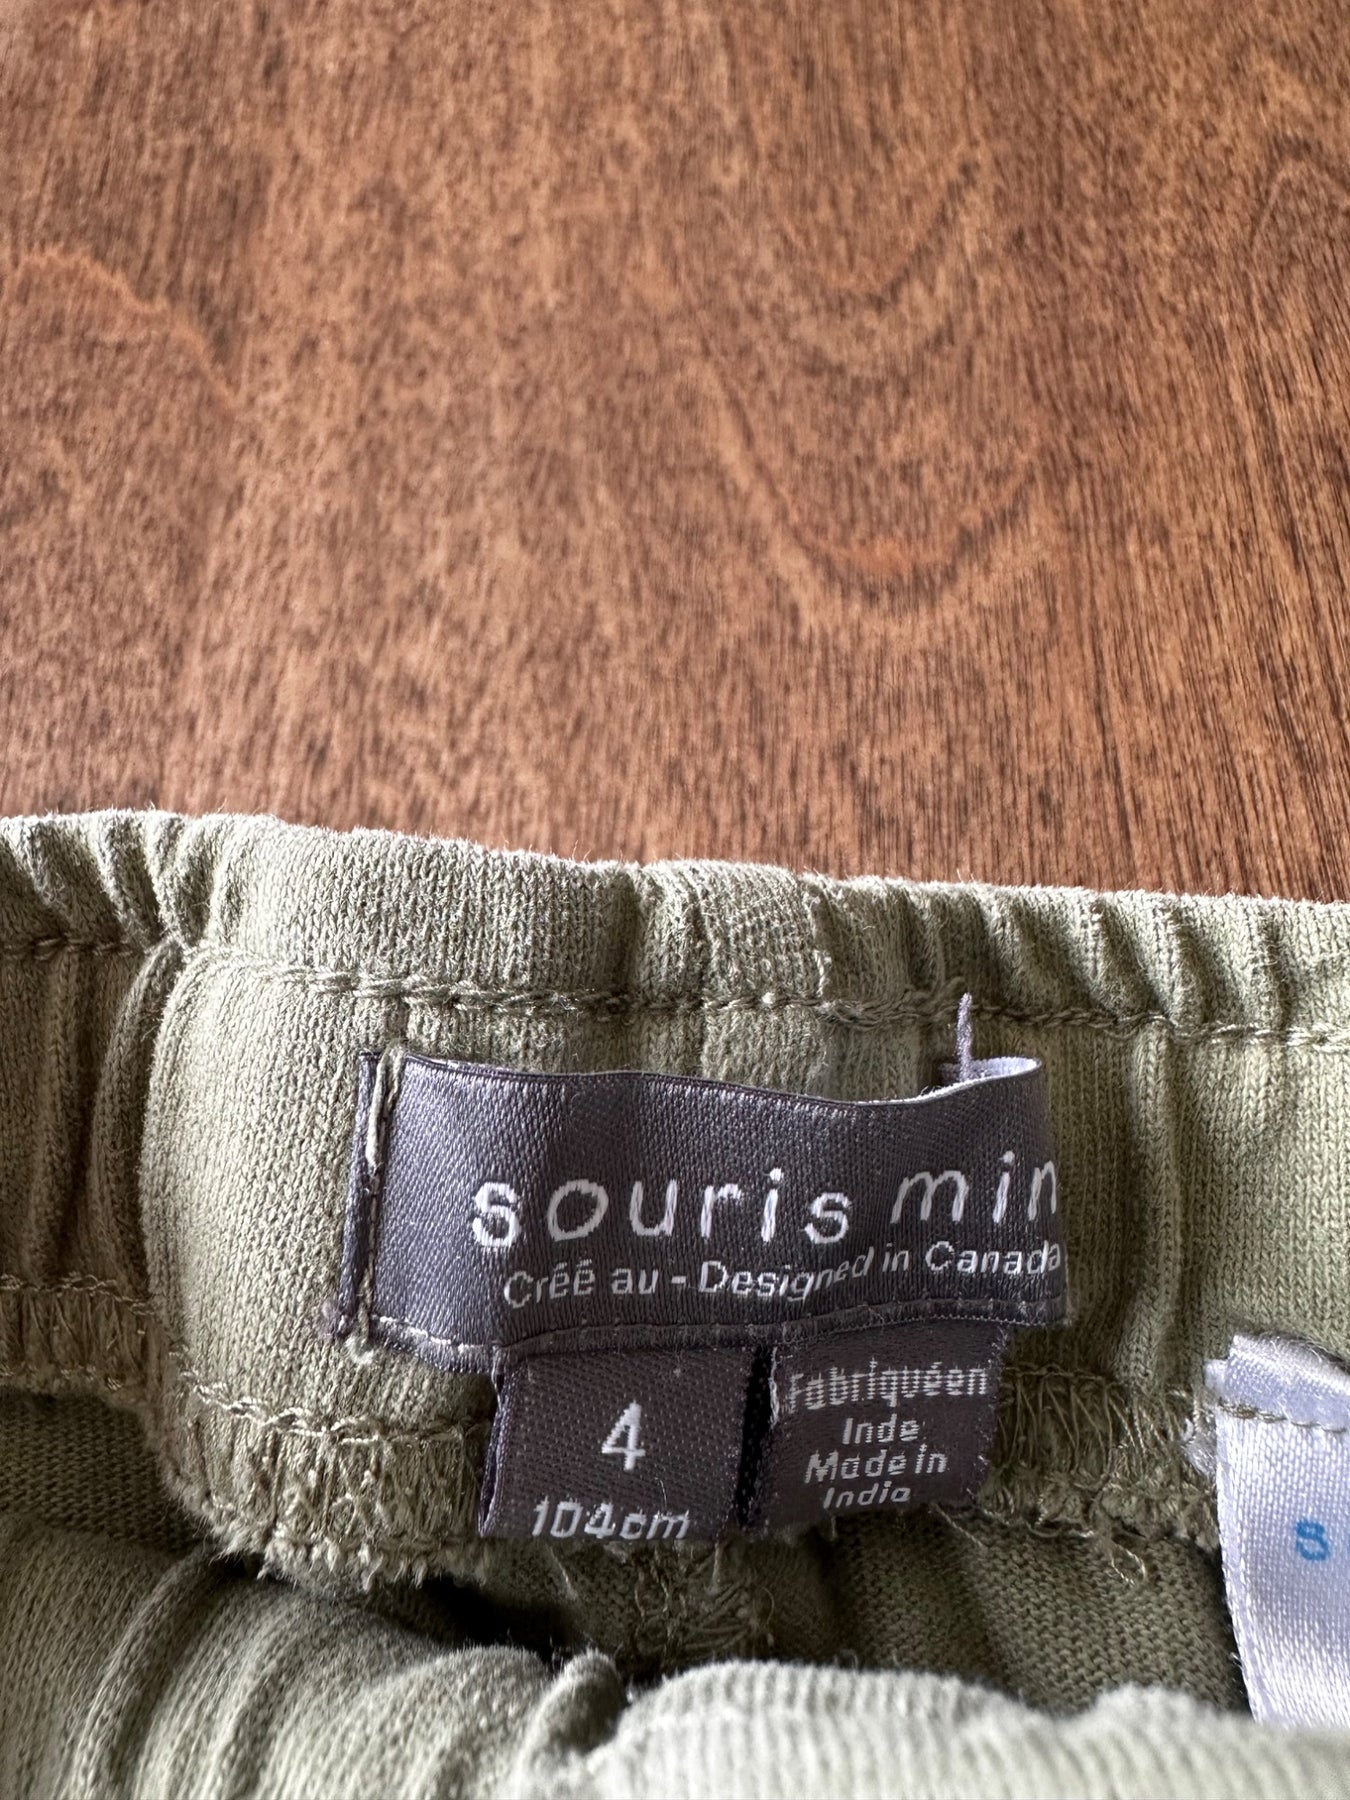 souris min
Créé au - Designed in Canada
4
104cm
Fabriqué en
Inde
Made in
India
s